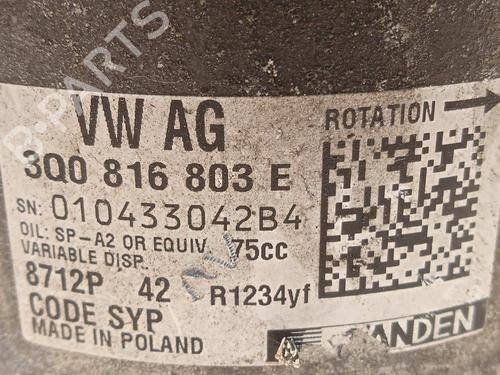 VW AG
ROTATION
3Q0 816 803 E
SN: 010433042B4
OIL: SP-A2 OR EQUIV. 75cc
VARIABLE DISP.
8712P 42 R1234yf
CODE SYP
MADE IN POLAND
SANDEN
B-PARTS